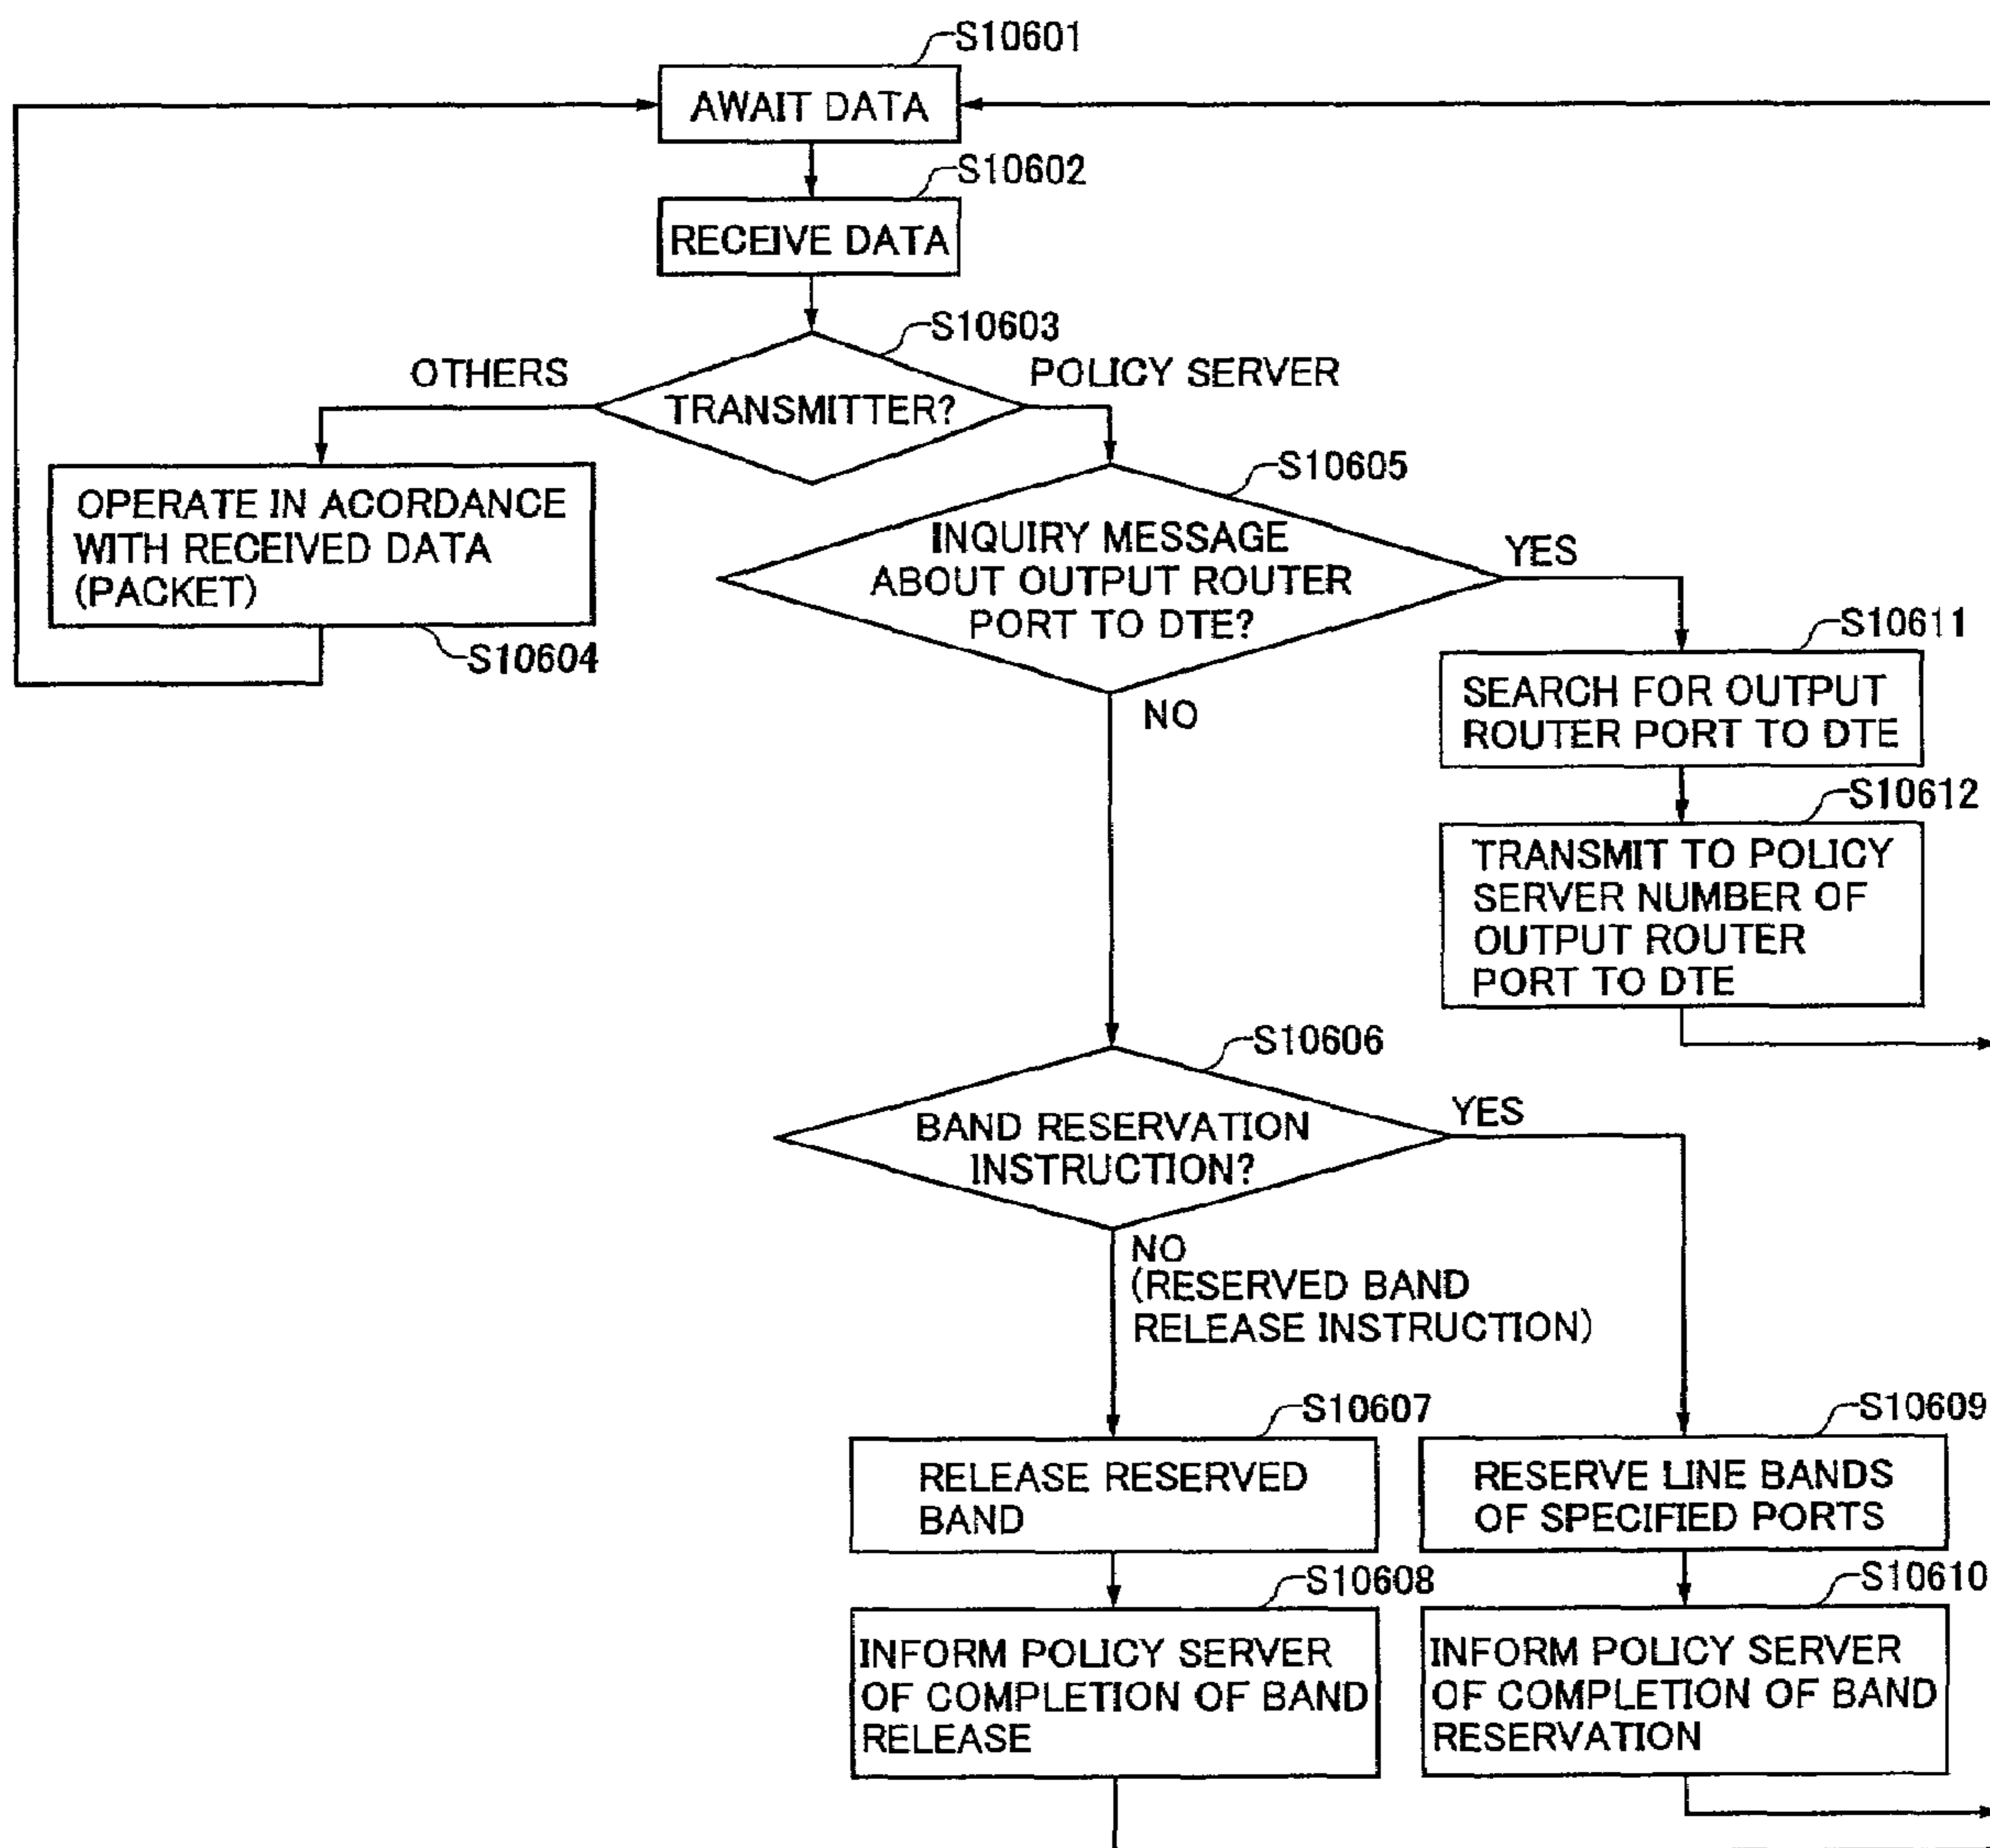 S10601
AWAIT DATA
S10602
RECEIVE DATA
S10603
OTHERS
POLICY SERVER
TRANSMITTER?
S10605
OPERATE IN ACORDANCE
WITH RECEIVED DATA
(PACKET)
S10604
INQUIRY MESSAGE
ABOUT OUTPUT ROUTER
PORT TO DTE?
YES
NO
S10611
SEARCH FOR OUTPUT
ROUTER PORT TO DTE
S10612
TRANSMIT TO POLICY
SERVER NUMBER OF
OUTPUT ROUTER
PORT TO DTE
S10606
BAND RESERVATION
INSTRUCTION?
YES
NO
(RESERVED BAND
RELEASE INSTRUCTION)
S10607
RELEASE RESERVED
BAND
S10609
RESERVE LINE BANDS
OF SPECIFIED PORTS
S10608
INFORM POLICY SERVER
OF COMPLETION OF BAND
RELEASE
S10610
INFORM POLICY SERVER
OF COMPLETION OF BAND
RESERVATION